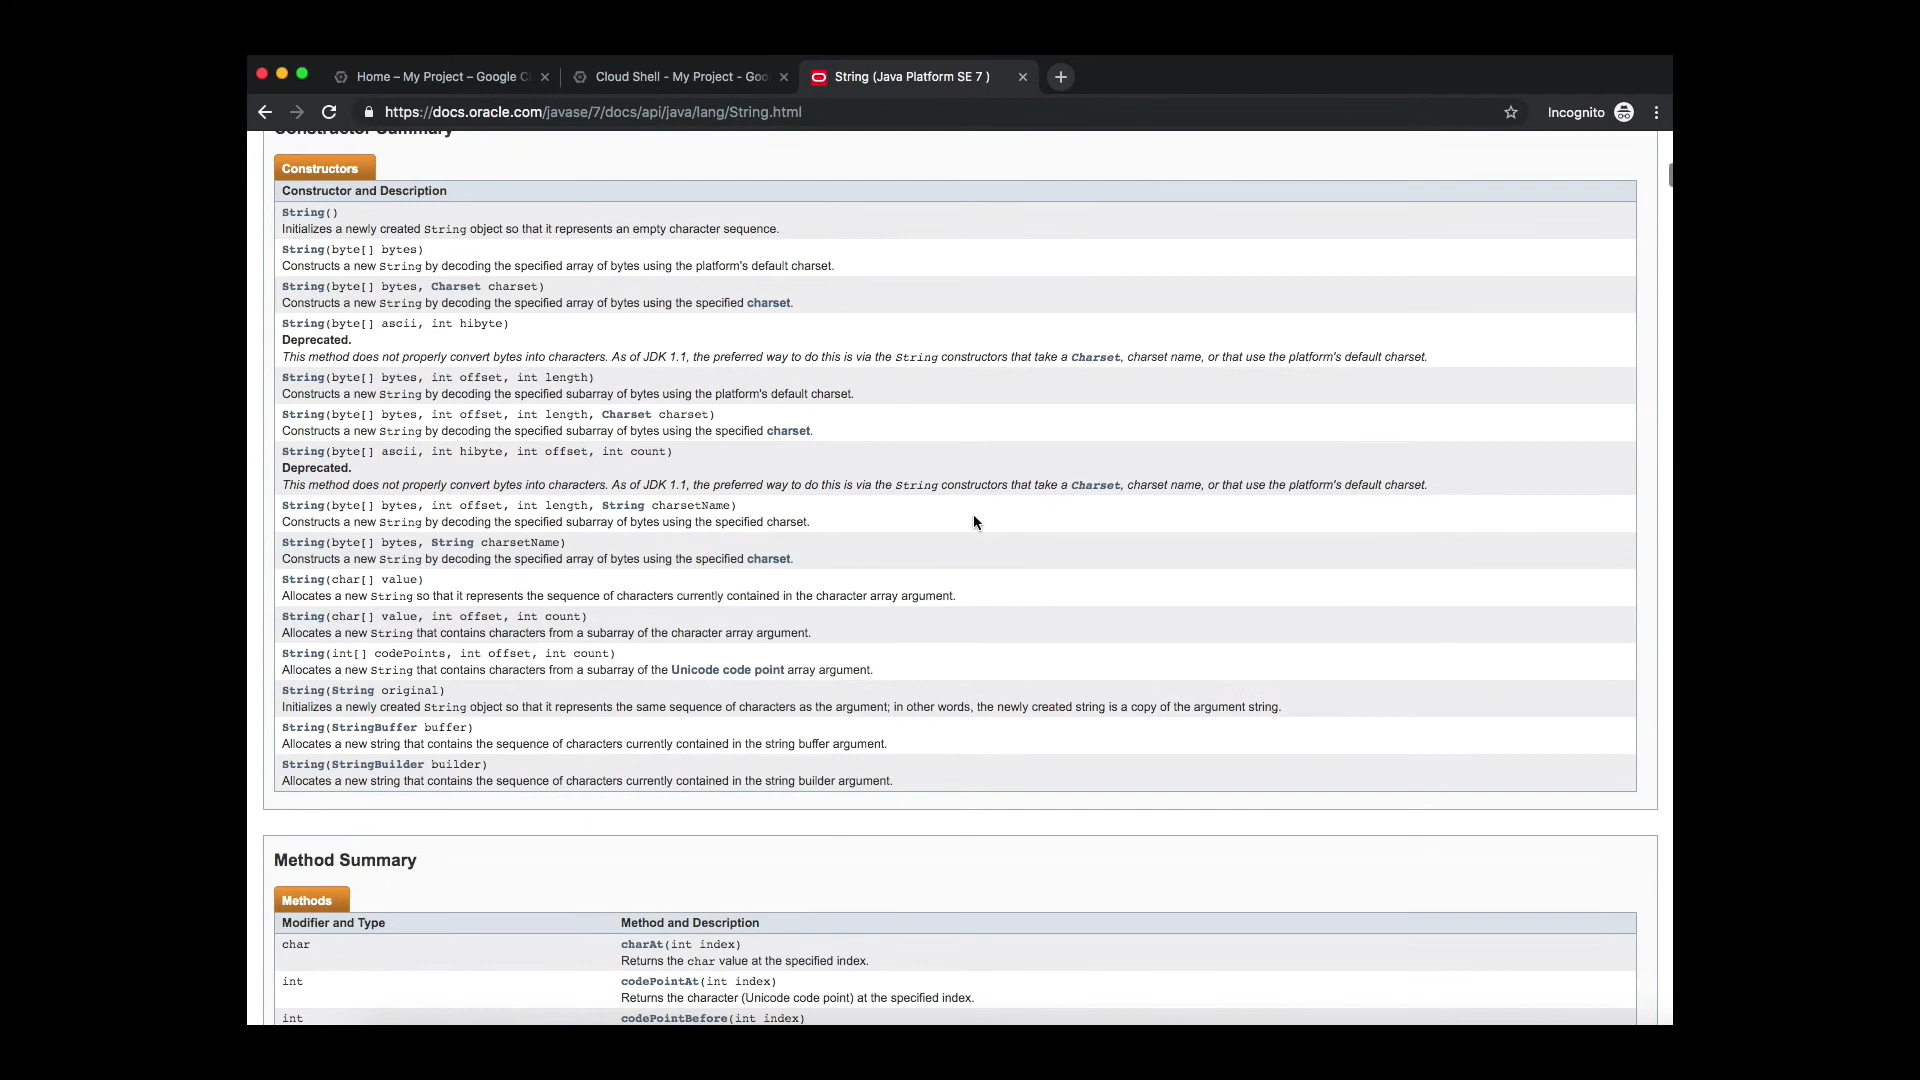 Home – My Project – Google C
Cloud Shell - My Project - Goo
String (Java Platform SE 7 )
https://docs.oracle.com/javase/7/docs/api/java/lang/String.html
Incognito
Constructor Summary
Constructors
Constructor and Description
String()
Initializes a newly created String object so that it represents an empty character sequence.
String(byte[] bytes)
Constructs a new String by decoding the specified array of bytes using the platform's default charset.
String(byte[] bytes, Charset charset)
Constructs a new String by decoding the specified array of bytes using the specified charset.
String(byte[] ascii, int hibyte)
Deprecated.
This method does not properly convert bytes into characters. As of JDK 1.1, the preferred way to do this is via the String constructors that take a Charset, charset name, or that use the platform's default charset.
String(byte[] bytes, int offset, int length)
Constructs a new String by decoding the specified subarray of bytes using the platform's default charset.
String(byte[] bytes, int offset, int length, Charset charset)
Constructs a new String by decoding the specified subarray of bytes using the specified charset.
String(byte[] ascii, int hibyte, int offset, int count)
Deprecated.
This method does not properly convert bytes into characters. As of JDK 1.1, the preferred way to do this is via the String constructors that take a Charset, charset name, or that use the platform's default charset.
String(byte[] bytes, int offset, int length, String charsetName)
Constructs a new String by decoding the specified subarray of bytes using the specified charset.
String(byte[] bytes, String charsetName)
Constructs a new String by decoding the specified array of bytes using the specified charset.
String(char[] value)
Allocates a new String so that it represents the sequence of characters currently contained in the character array argument.
String(char[] value, int offset, int count)
Allocates a new String that contains characters from a subarray of the character array argument.
String(int[] codePoints, int offset, int count)
Allocates a new String that contains characters from a subarray of the Unicode code point array argument.
String(String original)
Initializes a newly created String object so that it represents the same sequence of characters as the argument; in other words, the newly created string is a copy of the argument string.
String(StringBuffer buffer)
Allocates a new string that contains the sequence of characters currently contained in the string buffer argument.
String(StringBuilder builder)
Allocates a new string that contains the sequence of characters currently contained in the string builder argument.
Method Summary
Methods
Modifier and Type Method and Description
char charAt(int index)
Returns the char value at the specified index.
int codePointAt(int index)
Returns the character (Unicode code point) at the specified index.
int codePointBefore(int index)